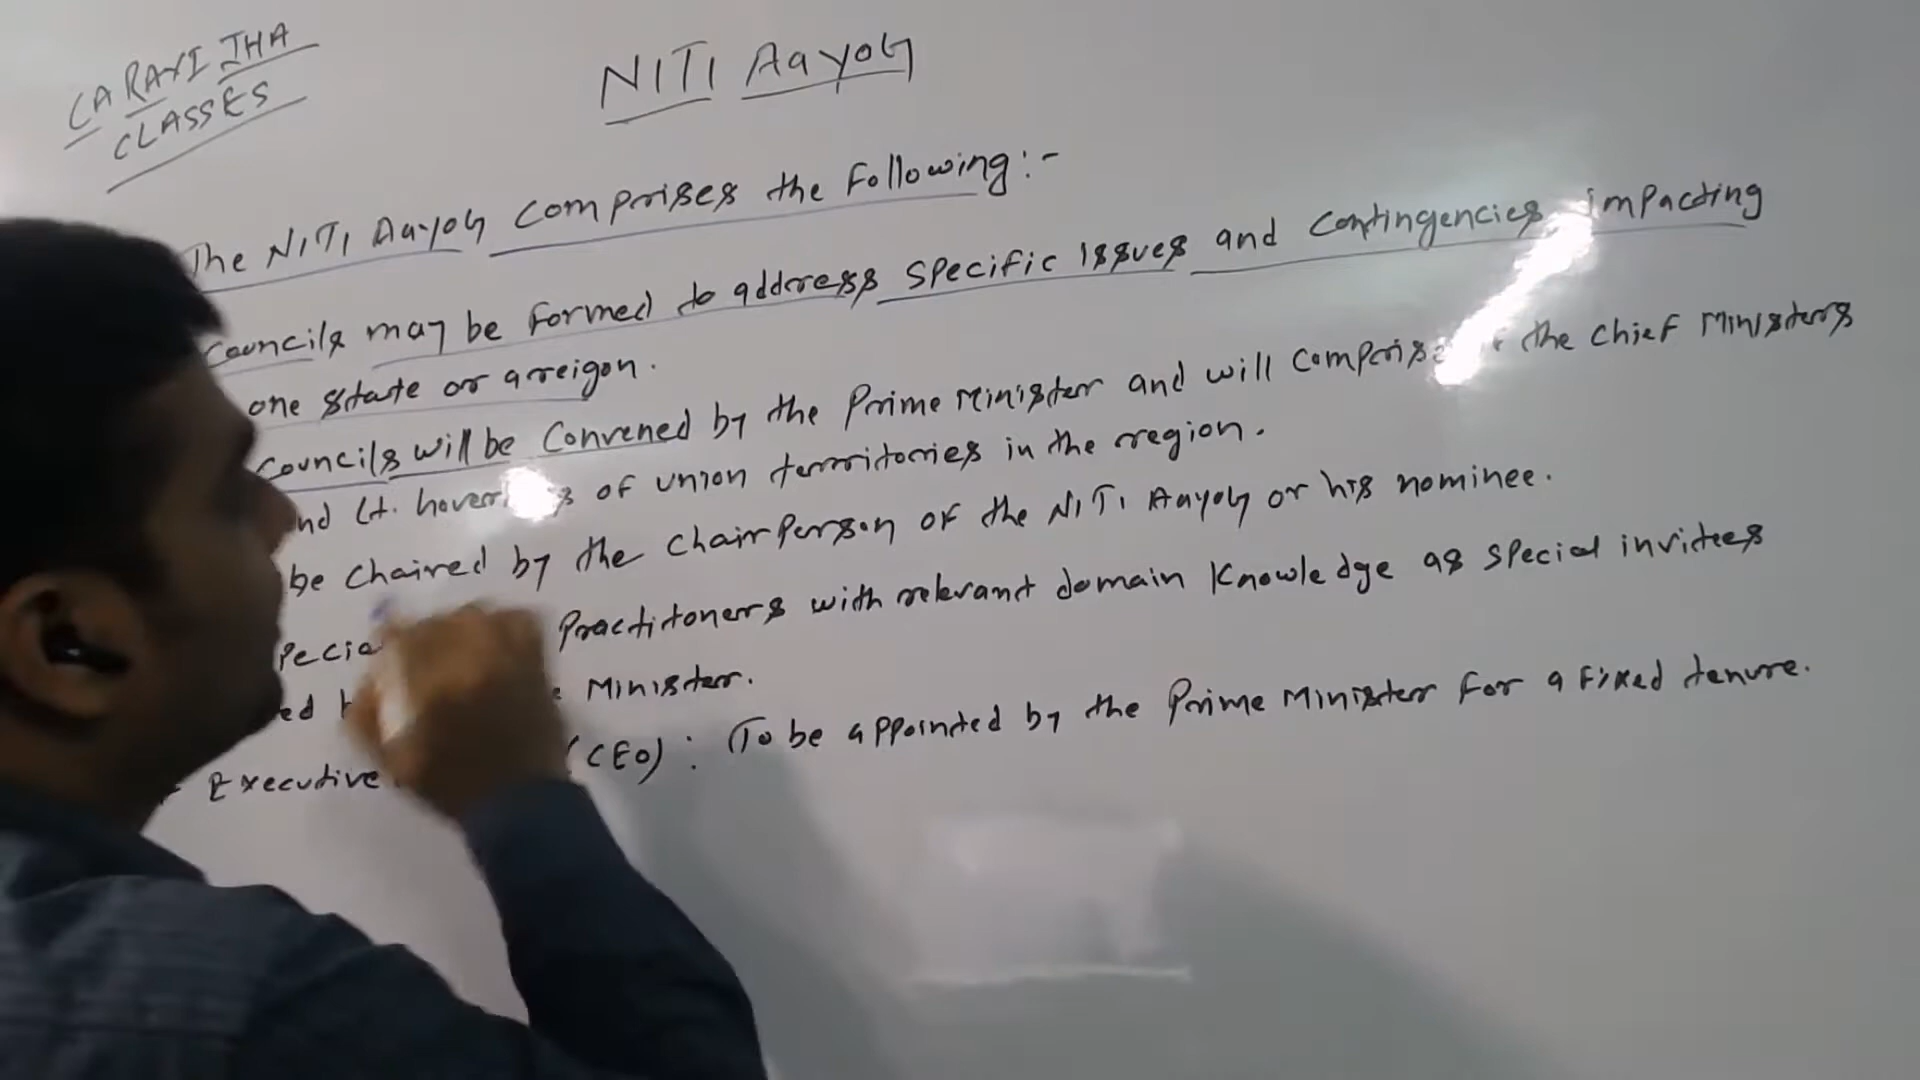 CA RAVI JHA
CLASSES
NITI Aayog
The NITI Aayog comprises the Following:-
councils may be Formed to address specific issues and contingencies impacting
one state or a reigon.
councils will be Convened by the Prime Minister and will the chief Ministers
Lt. of union territories in the region.
be chaired by the chairperson of the NITI Aayog or his nominee.
Practitoners with relevant domain knowledge as special invitees
Minister.
Executive (CEO): To be appointed by the Prime Minister For a Fixed tenure.